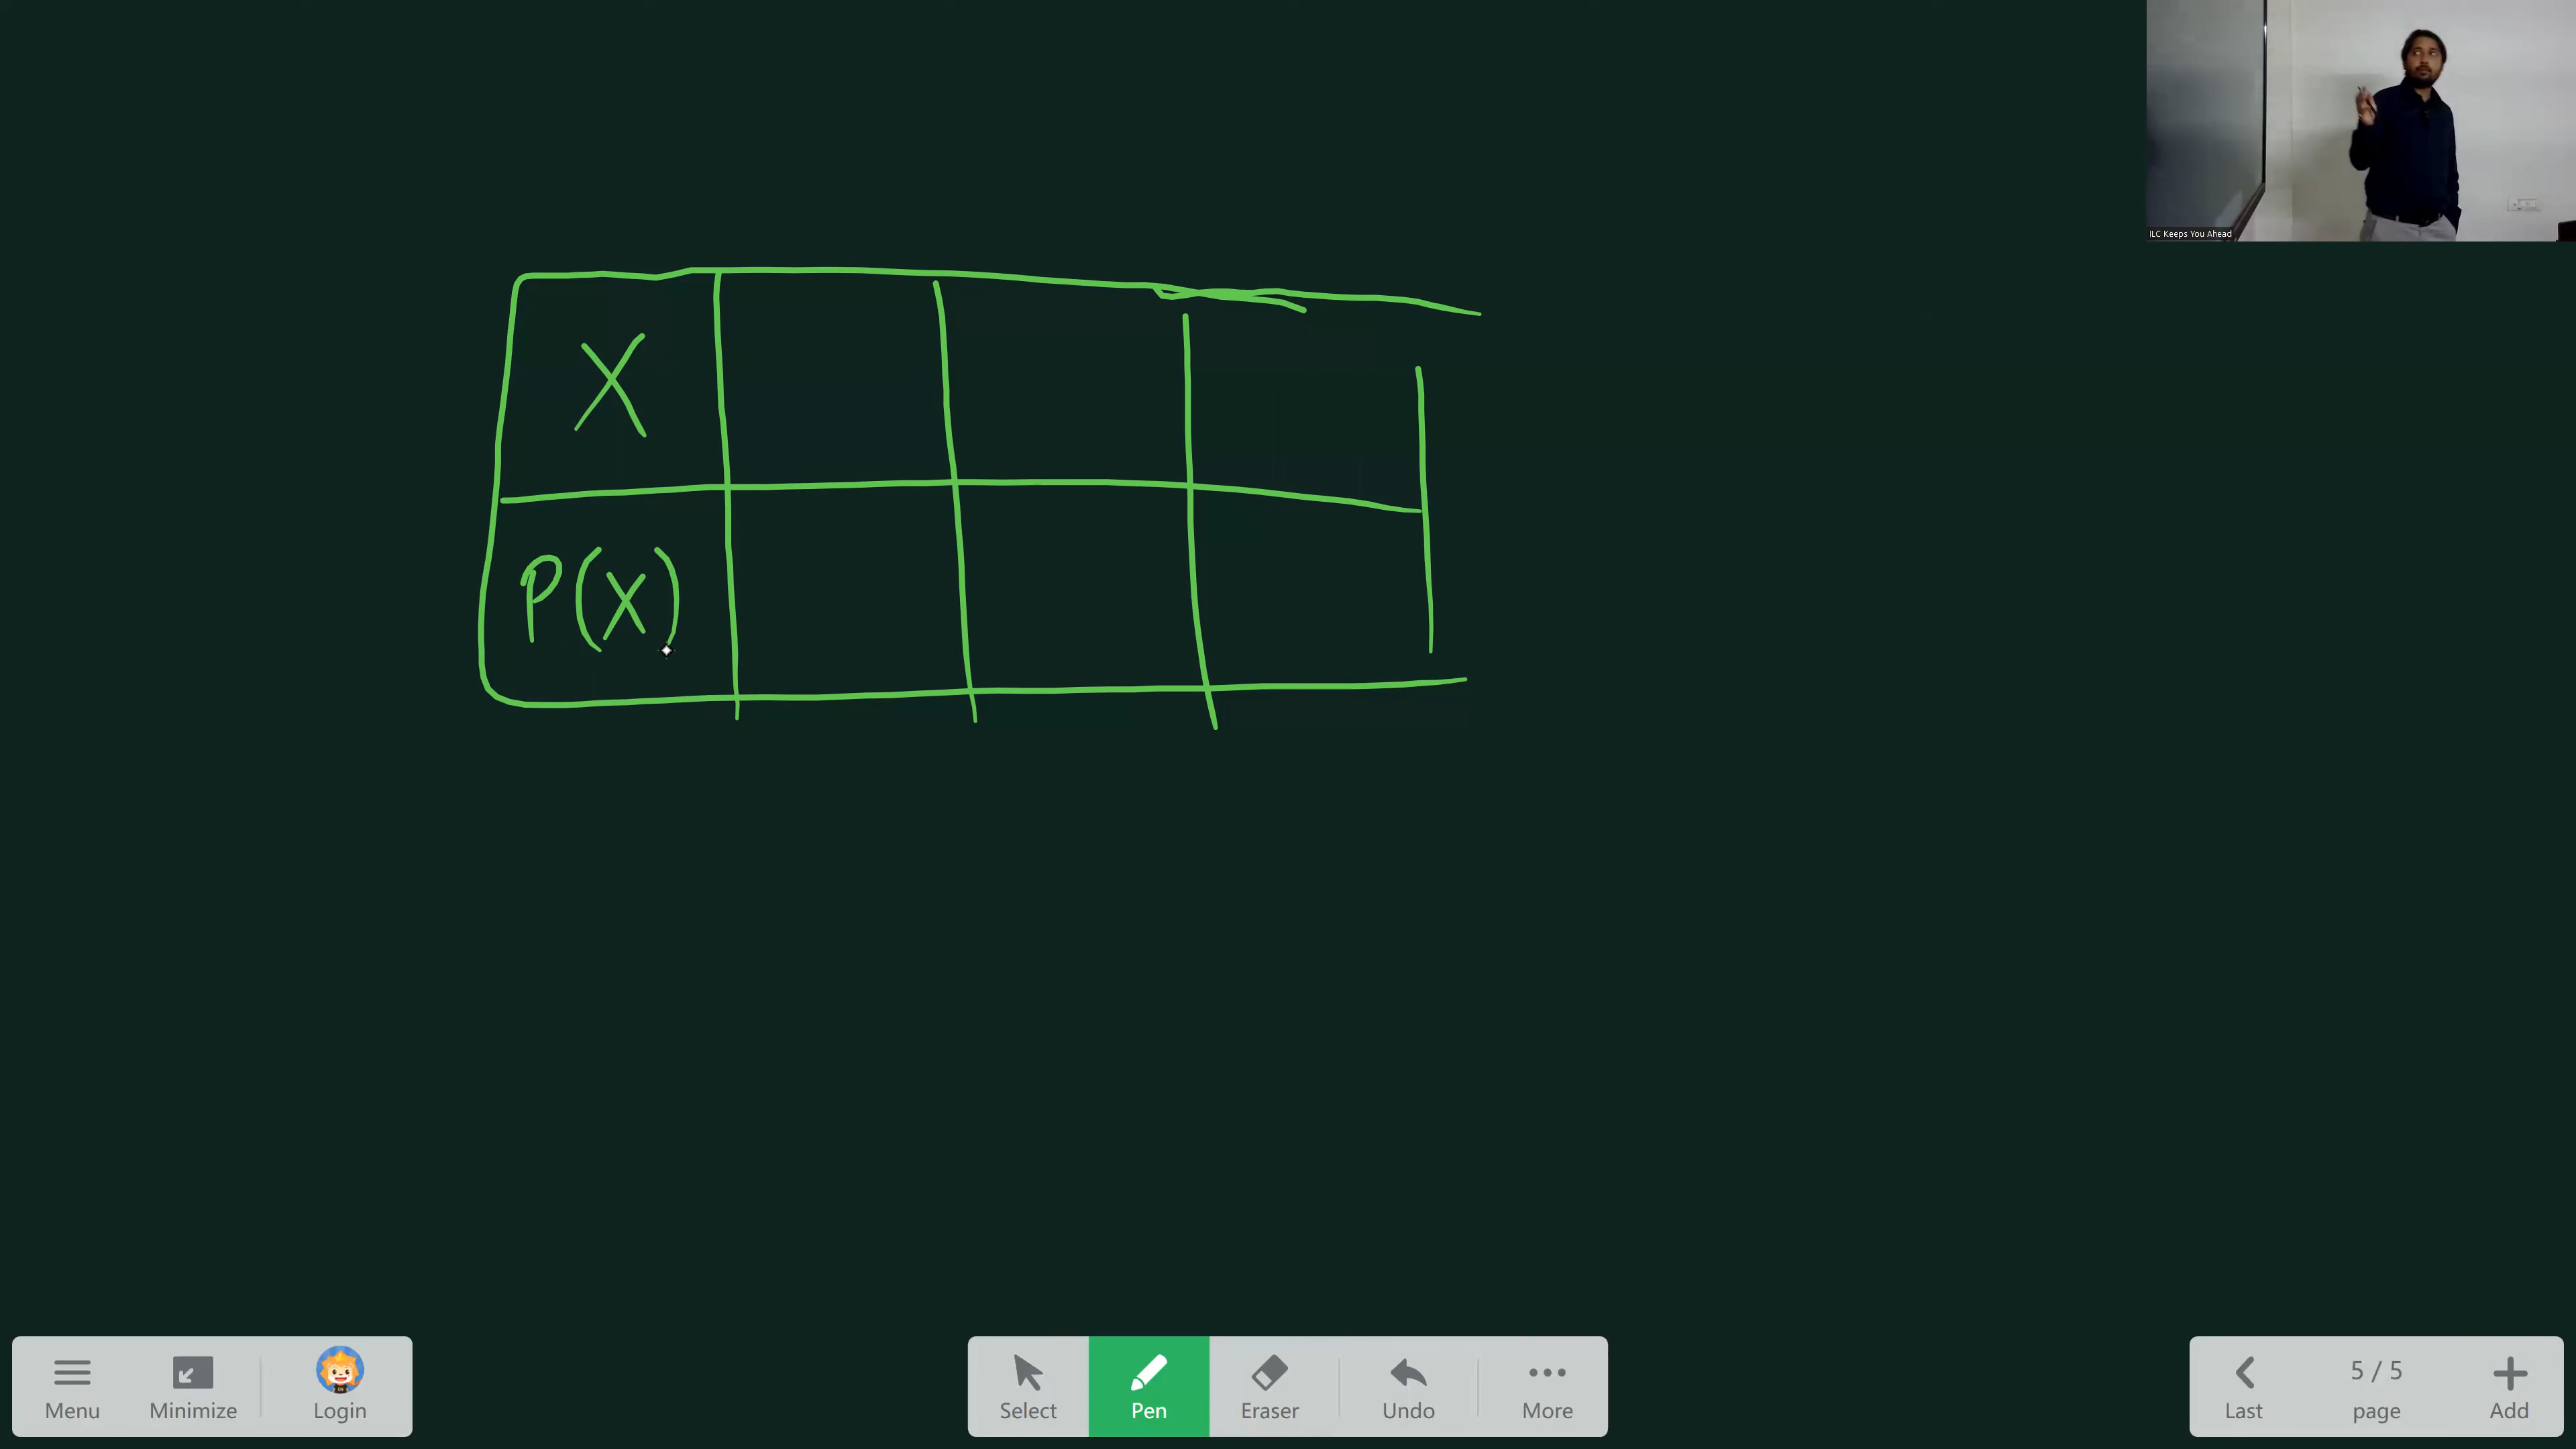 ILC Keeps You Ahead
X
P(X)
Menu
Minimize
Login
Select
Pen
Eraser
Undo
More
Last
5 / 5
page
Add